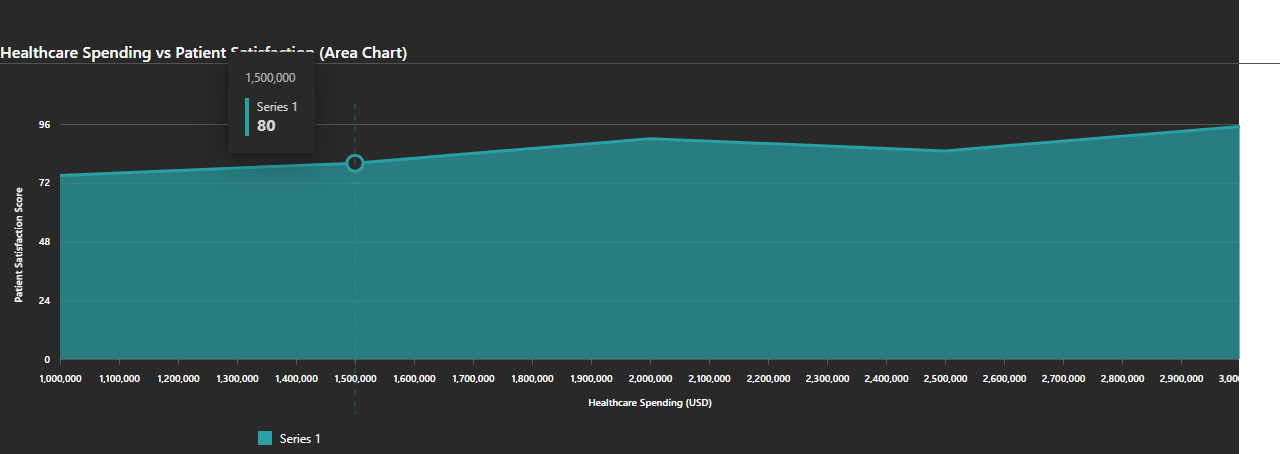 Healthcare Spending vs Patient Satisfaction (Area Chart)
1,500,000
Series 1
80
96
72
48
24
0
Patient Satisfaction Score
1,000,000 1,100,000 1,200,000 1,300,000 1,400,000 1,500,000 1,600,000 1,700,000 1,800,000 1,900,000 2,000,000 2,100,000 2,200,000 2,300,000 2,400,000 2,500,000 2,600,000 2,700,000 2,800,000 2,900,000 3,000
Healthcare Spending (USD)
Series 1